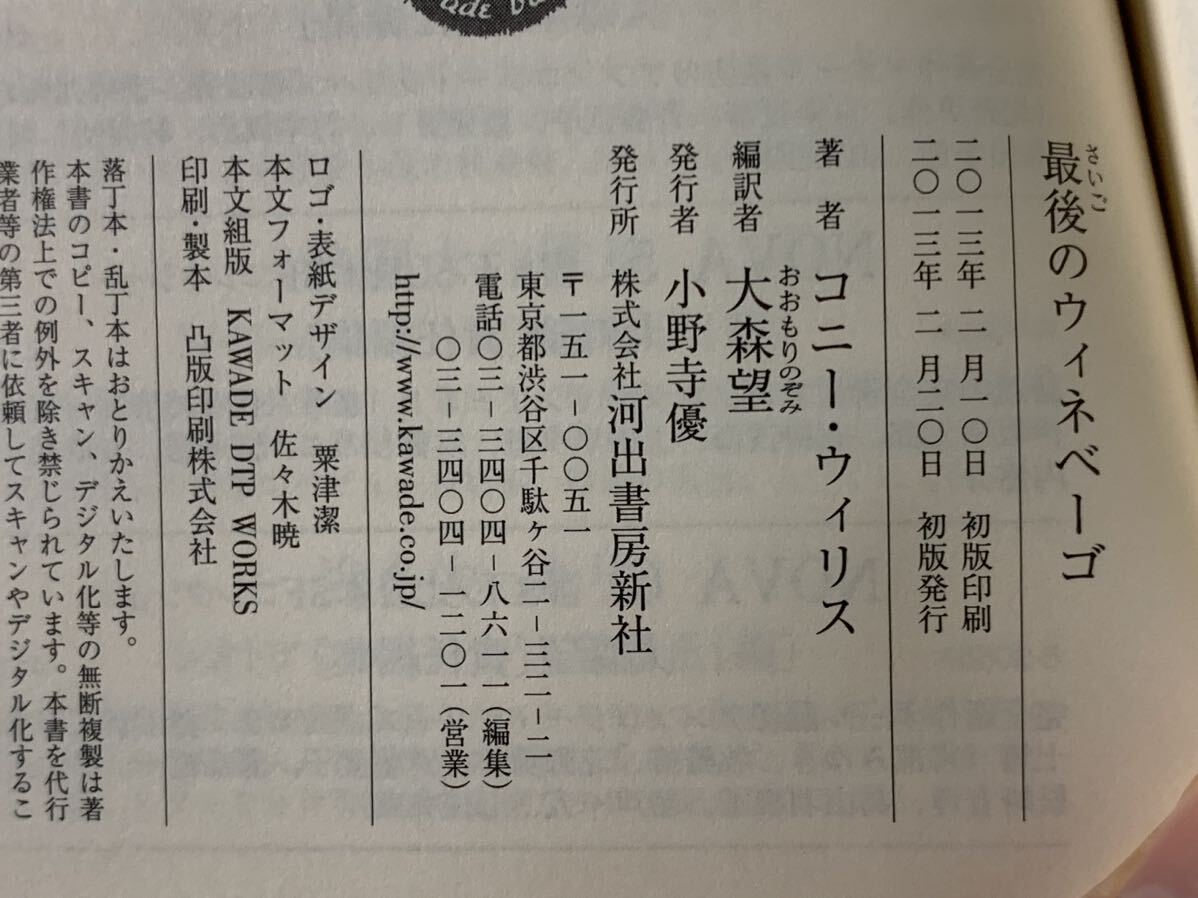 最後のウィネベーゴ
さいご
二〇一三年 二月一〇日 初版印刷
二〇一三年 二月二〇日 初版発行
著者 コニー・ウィリス
編訳者 大森望
おおもりのぞみ
発行者 小野寺優
発行所 株式会社河出書房新社
〒一五一-〇〇五一
東京都渋谷区千駄ヶ谷二-三二-二
電話〇三-三四〇四-八六一一(編集)
〇三-三四〇四-一二〇一(営業)
http://www.kawade.co.jp/
ロゴ・表紙デザイン 粟津潔
本文フォーマット 佐々木暁
本文組版 KAWADE DTP WORKS
印刷・製本 凸版印刷株式会社
落丁本・乱丁本はおとりかえいたします。
本書のコピー、スキャン、デジタル化等の無断複製は著
作権法上での例外を除き禁じられています。本書を代行
業者等の第三者に依頼してスキャンやデジタル化するこ